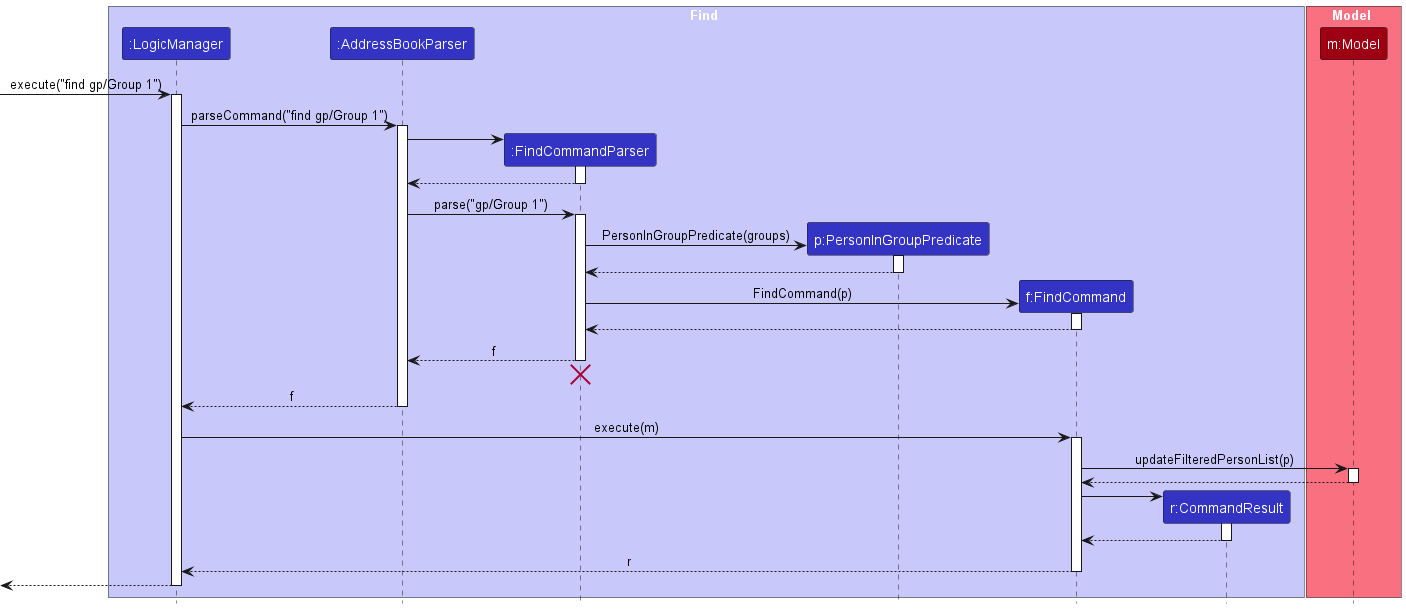 Find
Model
:LogicManager
:AddressBookParser
m:Model
execute("find gp/Group 1")
parseCommand("find gp/Group 1")
:FindCommandParser
parse("gp/Group 1")
PersonInGroupPredicate(groups)
p:PersonInGroupPredicate
FindCommand(p)
f:FindCommand
f
f
execute(m)
updateFilteredPersonList(p)
r:CommandResult
r